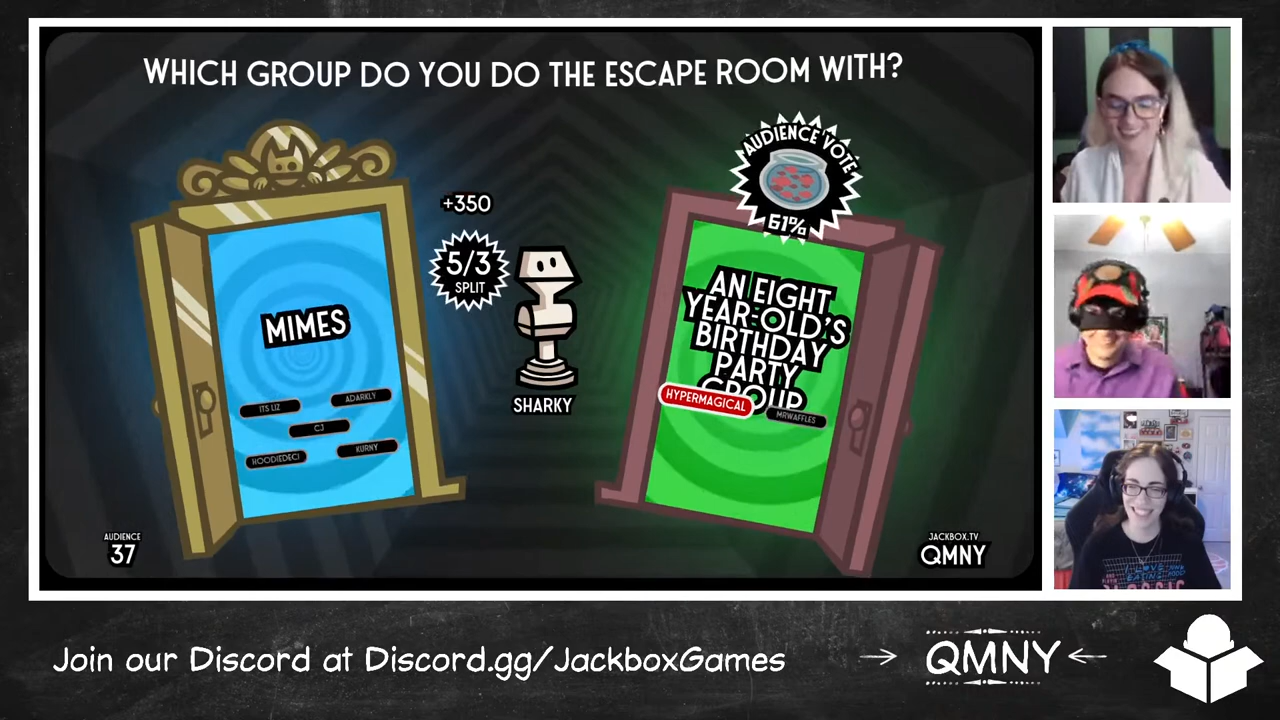 WHICH GROUP DO YOU DO THE ESCAPE ROOM WITH?
AUDIENCE VOTE
61%
+350
5/3
SPLIT
MIMES
AN EIGHT
YEAR-OLD'S
BIRTHDAY
PARTY
GROUP
ITS LIZ
ADARKLY
CJ
HOODIEDECI
KURNY
SHARKY
HYPERMAGICAL
MRWAFFLES
AUDIENCE
37
JACKBOX.TV
QMNY
I LOVE
EATING
Join our Discord at Discord.gg/JackboxGames
QMNY